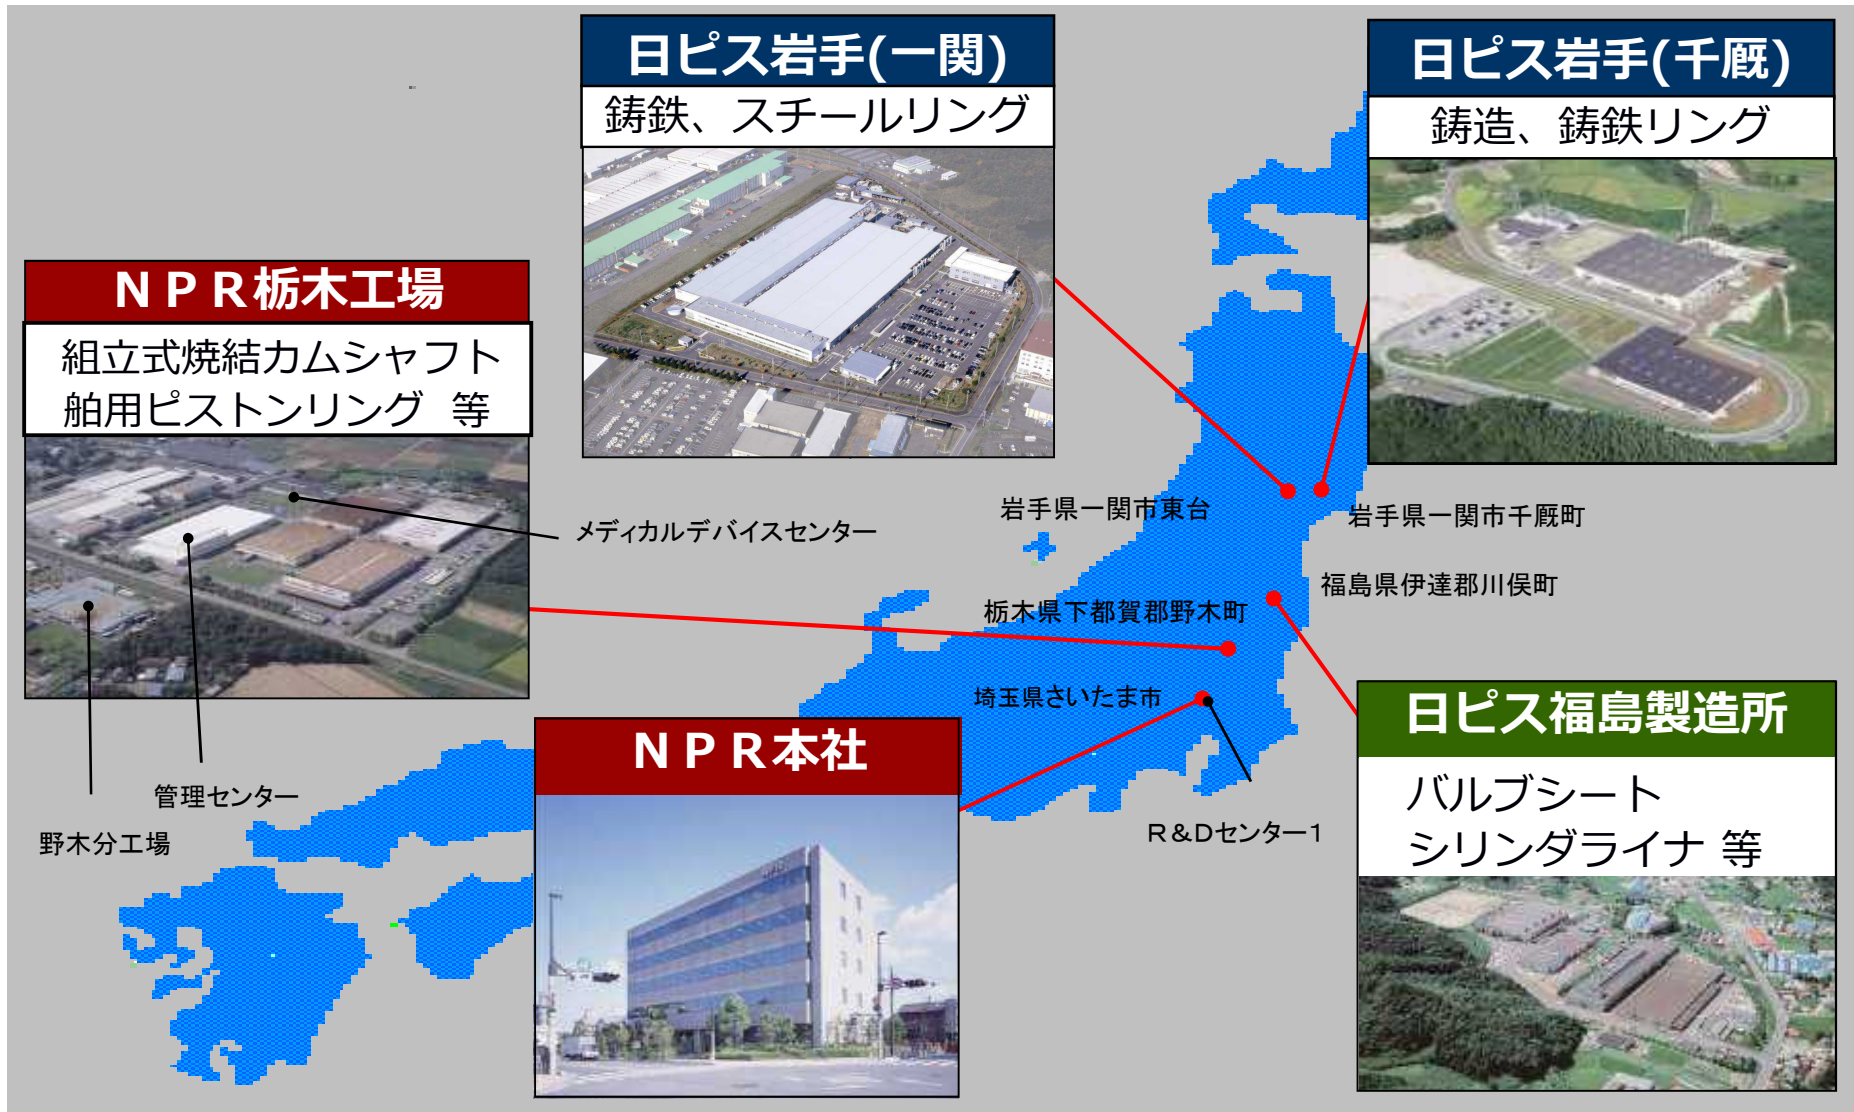 日ピス岩手(一関)
鋳鉄、スチールリング
日ピス岩手(千厩)
鋳造、鋳鉄リング
ＮＰＲ栃木工場
組立式焼結カムシャフト
舶用ピストンリング 等
メディカルデバイスセンター
管理センター
野木分工場
岩手県一関市東台
岩手県一関市千厩町
福島県伊達郡川俣町
栃木県下都賀郡野木町
埼玉県さいたま市
Ｒ＆Ｄセンター１
ＮＰＲ本社
日ピス福島製造所
バルブシート
シリンダライナ 等